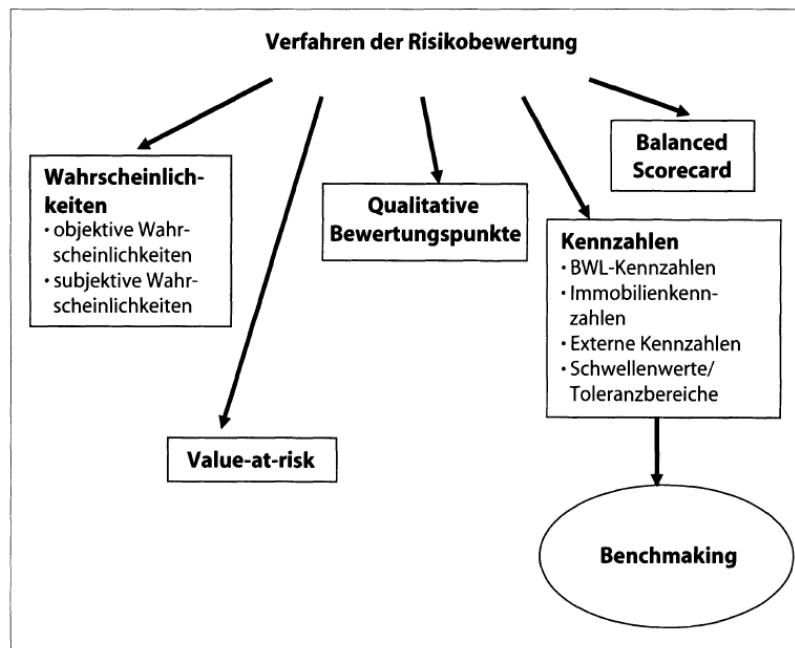 Verfahren der Risikobewertung
Balanced
Scorecard
Wahrscheinlich-
keiten
• objektive Wahr-
scheinlichkeiten
• subjektive Wahr-
scheinlichkeiten
Qualitative
Bewertungspunkte
Kennzahlen
• BWL-Kennzahlen
• Immobilienkenn-
zahlen
• Externe Kennzahlen
• Schwellenwerte/
Toleranzbereiche
Value-at-risk
Benchmaking